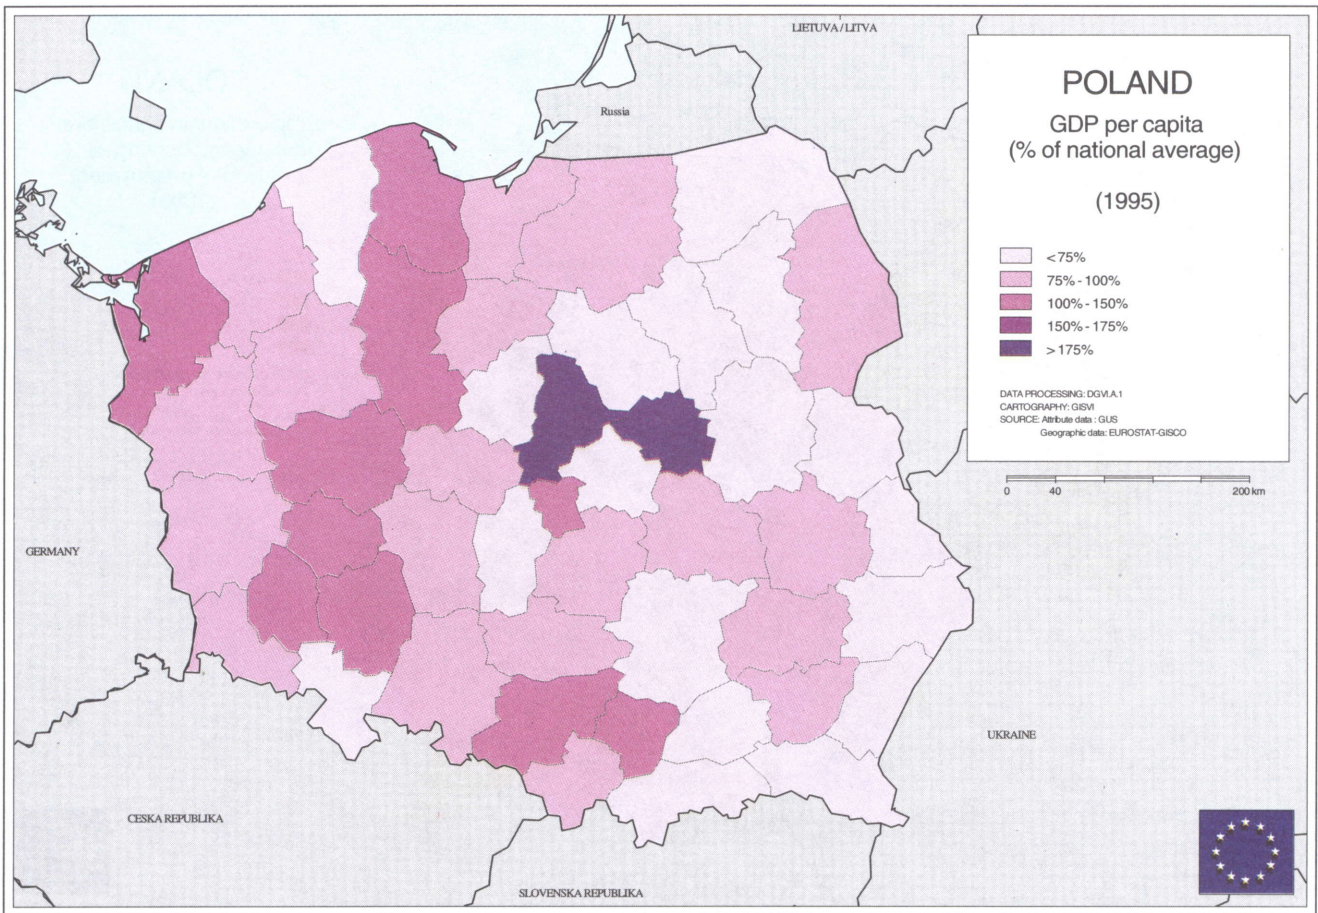 LIETUVA / LITVA
Russia
POLAND
GDP per capita
(% of national average)
(1995)
< 75%
75% - 100%
100% - 150%
150% - 175%
> 175%
DATA PROCESSING: DGVI.A.1
CARTOGRAPHY: GISVI
SOURCE: Attribute data : GUS
Geographic data: EUROSTAT-GISCO
0 40 200 km
GERMANY
UKRAINE
CESKA REPUBLIKA
SLOVENSKA REPUBLIKA